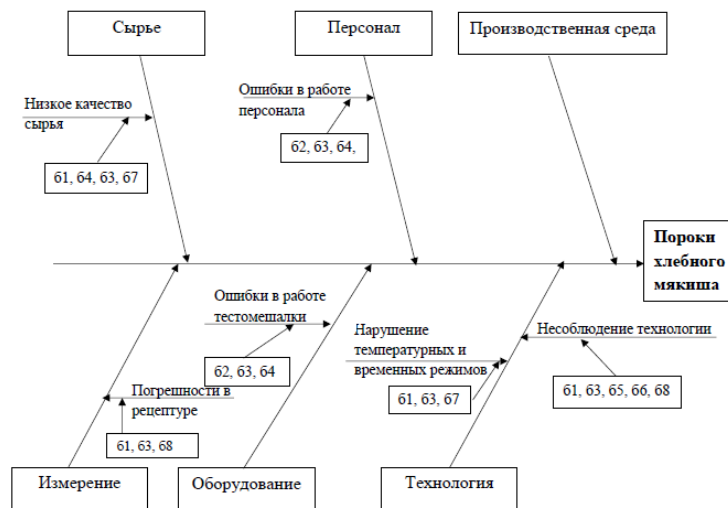 Сырье
Персонал
Производственная среда
Низкое качество
сырья
б1, б4, б3, б7
Ошибки в работе
персонала
б2, б3, б4,
Пороки
хлебного
мякиша
Ошибки в работе
тестомешалки
б2, б3, б4
Нарушение
температурных и
временных режимов
б1, б3, б7
Несоблюдение технологии
б1, б3, б5, б6, б8
Погрешности в
рецептуре
б1, б3, б8
Измерение
Оборудование
Технология